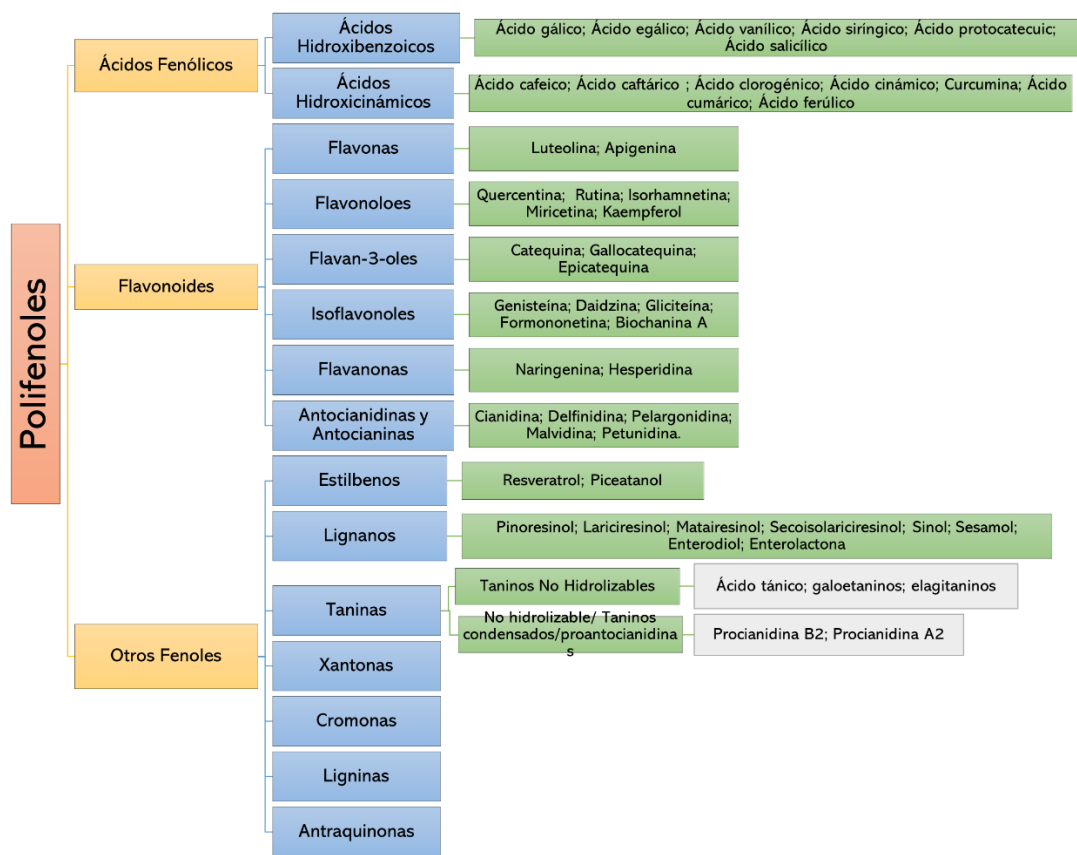 Polifenoles
Ácidos Fenólicos
Ácidos
Hidroxibenzoicos
Ácido gálico; Ácido egálico; Ácido vanílico; Ácido siríngico; Ácido protocatecuic;
Ácido salicílico
Ácidos
Hidroxicinámicos
Ácido cafeico; Ácido caftárico ; Ácido clorogénico; Ácido cinámico; Curcumina; Ácido
cumárico; Ácido ferúlico
Flavonoides
Flavonas
Luteolina; Apigenina
Flavonoloes
Quercentina; Rutina; Isorhamnetina;
Miricetina; Kaempferol
Flavan-3-oles
Catequina; Gallocatequina;
Epicatequina
Isoflavonoles
Genisteína; Daidzina; Gliciteína;
Formononetina; Biochanina A
Flavanonas
Naringenina; Hesperidina
Antocianidinas y
Antocianinas
Cianidina; Delfinidina; Pelargonidina;
Malvidina; Petunidina.
Otros Fenoles
Estilbenos
Resveratrol; Piceatanol
Lignanos
Pinoresinol; Lariciresinol; Matairesinol; Secoisolariciresinol; Sinol; Sesamol;
Enterodiol; Enterolactona
Taninas
Taninos No Hidrolizables
Ácido tánico; galoetaninos; elagitaninos
No hidrolizable/ Taninos
condensados/proantocianidina
s
Procianidina B2; Procianidina A2
Xantonas
Cromonas
Ligninas
Antraquinonas